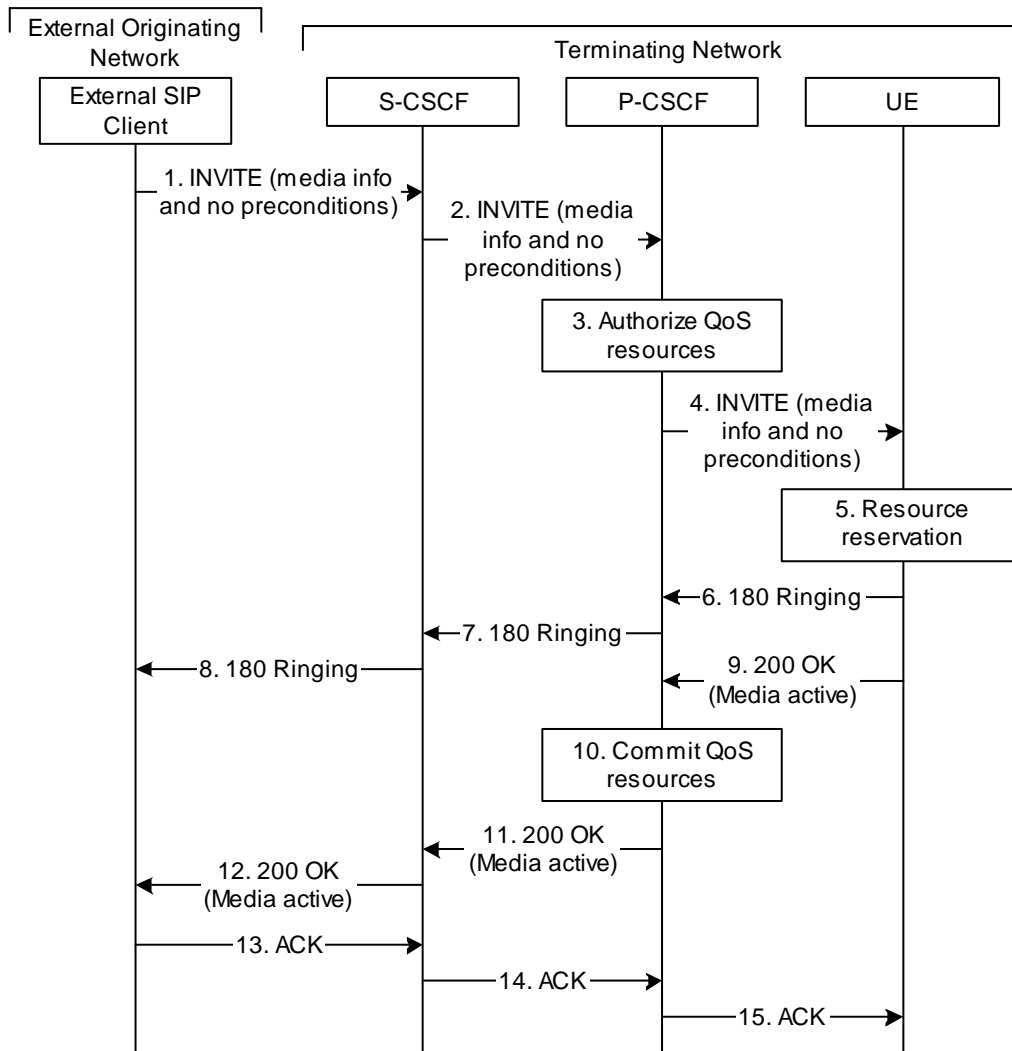 External Originating
Network
Terminating Network
External SIP
Client
S-CSCF
P-CSCF
UE
1. INVITE (media info
and no preconditions)
2. INVITE (media
info and no
preconditions)
3. Authorize QoS
resources
4. INVITE (media
info and no
preconditions)
5. Resource
reservation
6. 180 Ringing
7. 180 Ringing
8. 180 Ringing
9. 200 OK
(Media active)
10. Commit QoS
resources
11. 200 OK
(Media active)
12. 200 OK
(Media active)
13. ACK
14. ACK
15. ACK